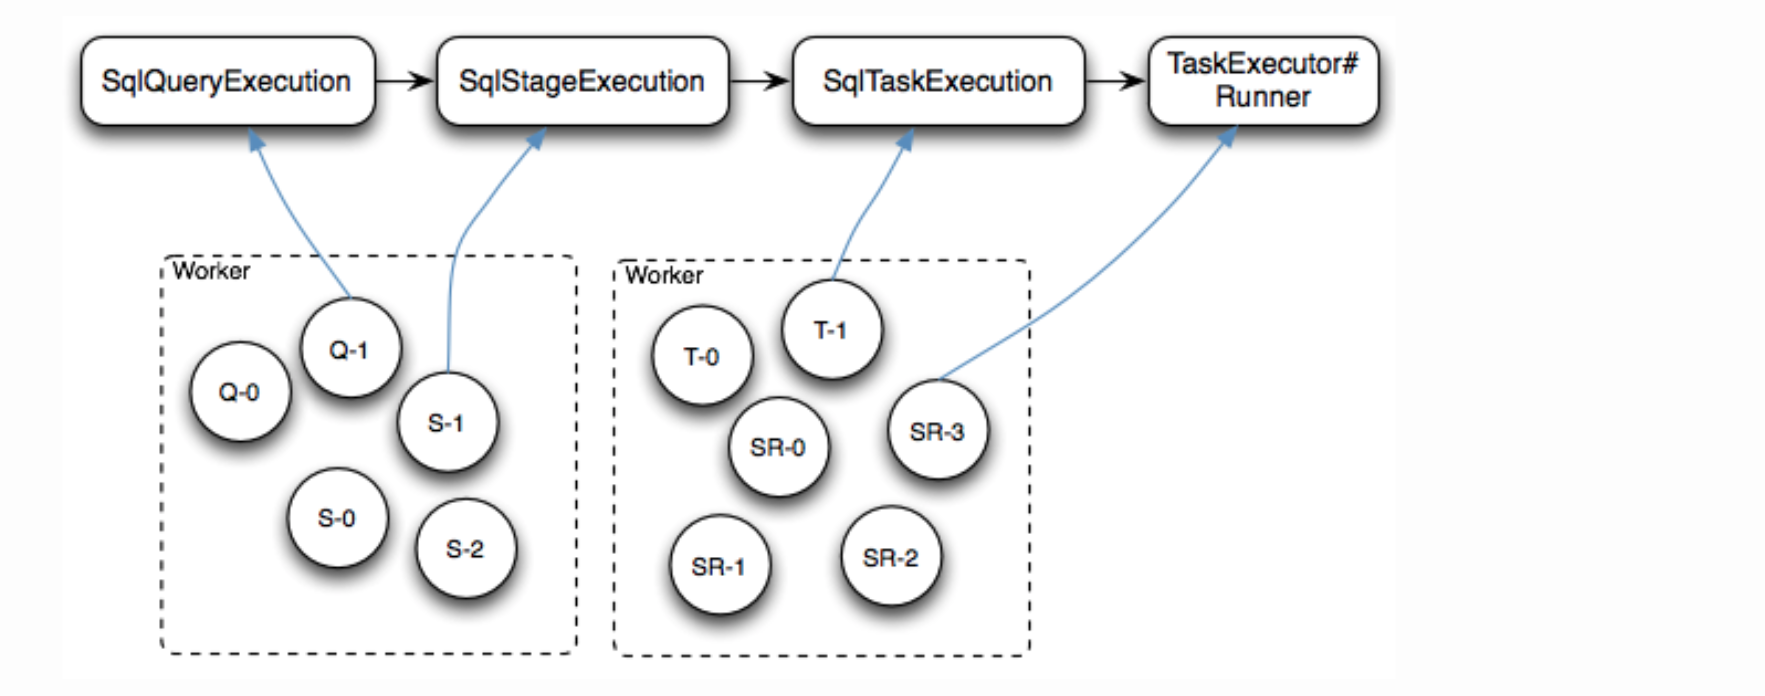 SqlQueryExecution
SqlStageExecution
SqlTaskExecution
TaskExecutor#
Runner
Worker
Q-1
Q-0
S-1
S-0
S-2
Worker
T-1
T-0
SR-0
SR-3
SR-1
SR-2